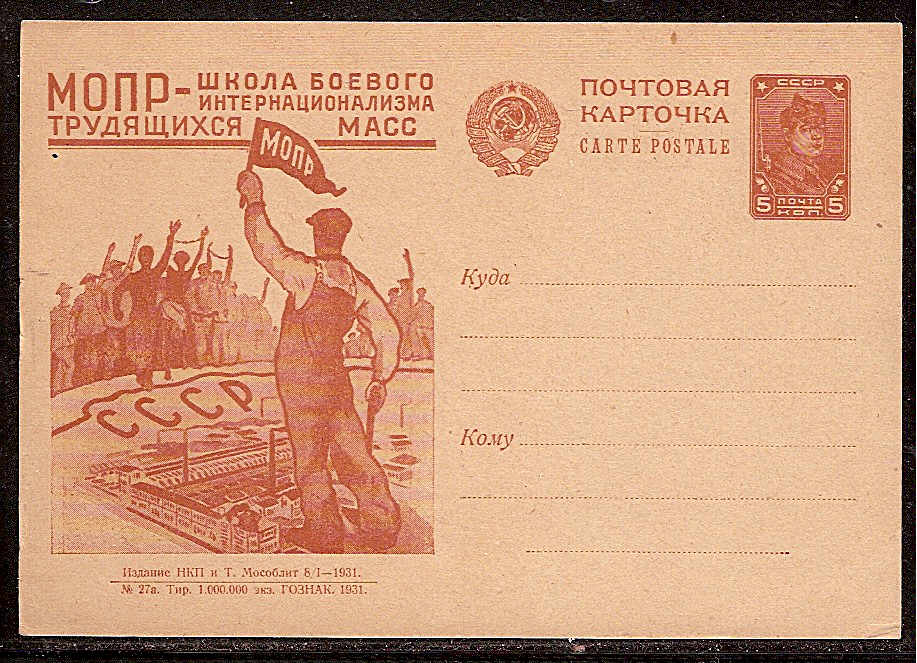 МОПР-ШКОЛА БОЕВОГО
ИНТЕРНАЦИОНАЛИЗМА
ТРУДЯЩИХСЯ МАСС
МОПР
СССР
Издание НКП и Т. Мособлит 8/I—1931.
№ 27а. Тир. 1.000.000 экз. ГОЗНАК. 1931.
ПОЧТОВАЯ
КАРТОЧКА
CARTE POSTALE
СССР
5 ПОЧТА 5
КОП.
Куда
Кому